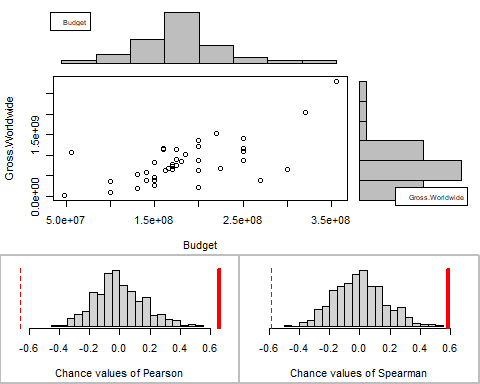 Budget
Gross.Worldwide
0.0e+00 1.5e+09
Gross.Worldwide
5.0e+07 1.5e+08 2.5e+08 3.5e+08
Budget
-0.6 -0.4 -0.2 0.0 0.2 0.4 0.6
Chance values of Pearson
-0.6 -0.4 -0.2 0.0 0.2 0.4 0.6
Chance values of Spearman